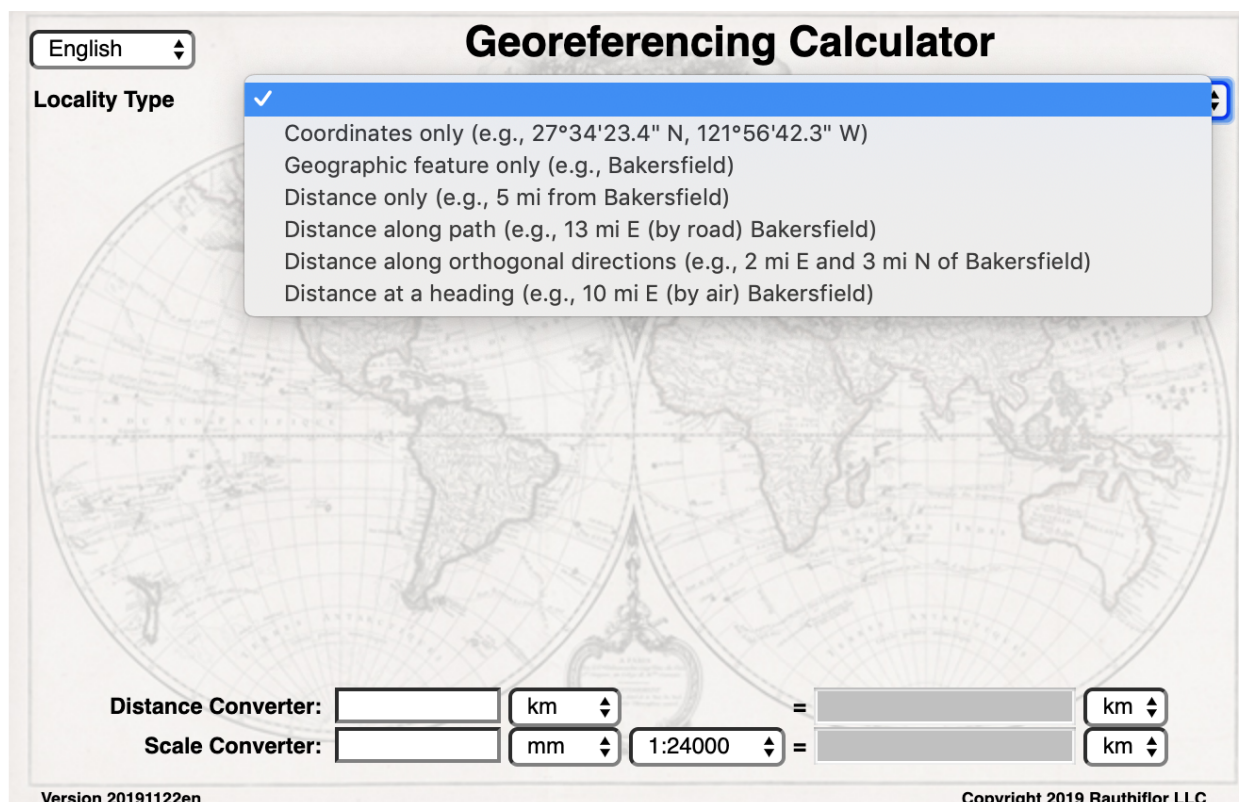 English
Georeferencing Calculator
Locality Type
✓
Coordinates only (e.g., 27°34'23.4" N, 121°56'42.3" W)
Geographic feature only (e.g., Bakersfield)
Distance only (e.g., 5 mi from Bakersfield)
Distance along path (e.g., 13 mi E (by road) Bakersfield)
Distance along orthogonal directions (e.g., 2 mi E and 3 mi N of Bakersfield)
Distance at a heading (e.g., 10 mi E (by air) Bakersfield)
Distance Converter: km = km
Scale Converter: mm 1:24000 = km
Version 20191122en Copyright 2019 Rauthiflor LLC